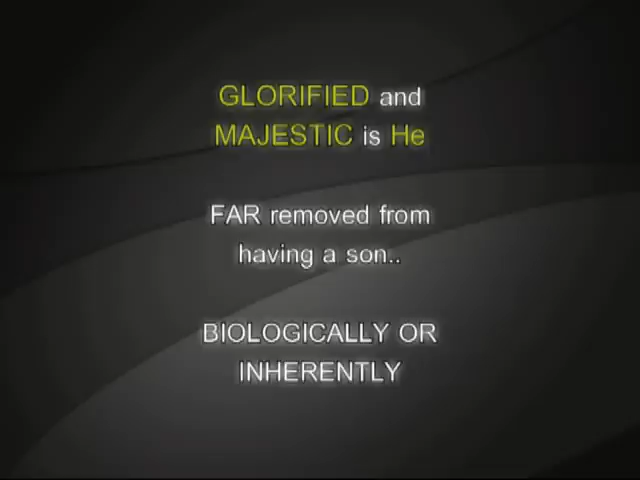 GLORIFIED and
MAJESTIC is He
FAR removed from
having a son..
BIOLOGICALLY OR
INHERENTLY